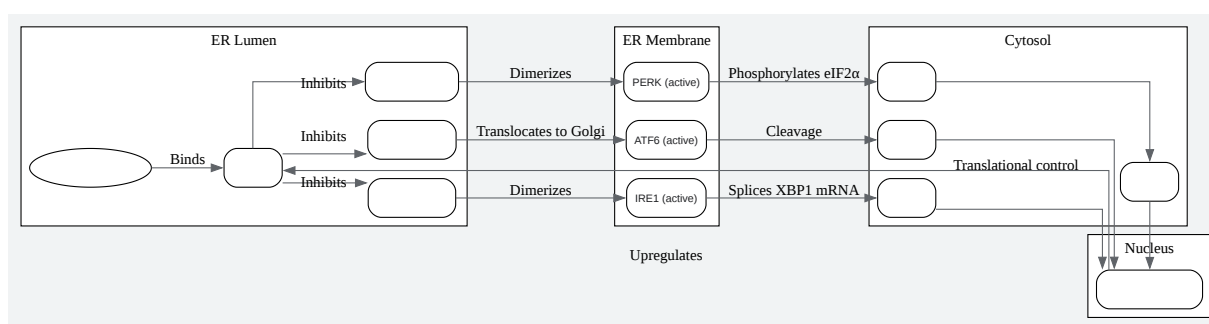 ER Lumen
ER Membrane
Cytosol
Inhibits
Dimerizes
PERK (active)
Phosphorylates eIF2α
Inhibits
Translocates to Golgi
ATF6 (active)
Cleavage
Binds
Translational control
Inhibits
Dimerizes
IRE1 (active)
Splices XBP1 mRNA
Upregulates
Nucleus